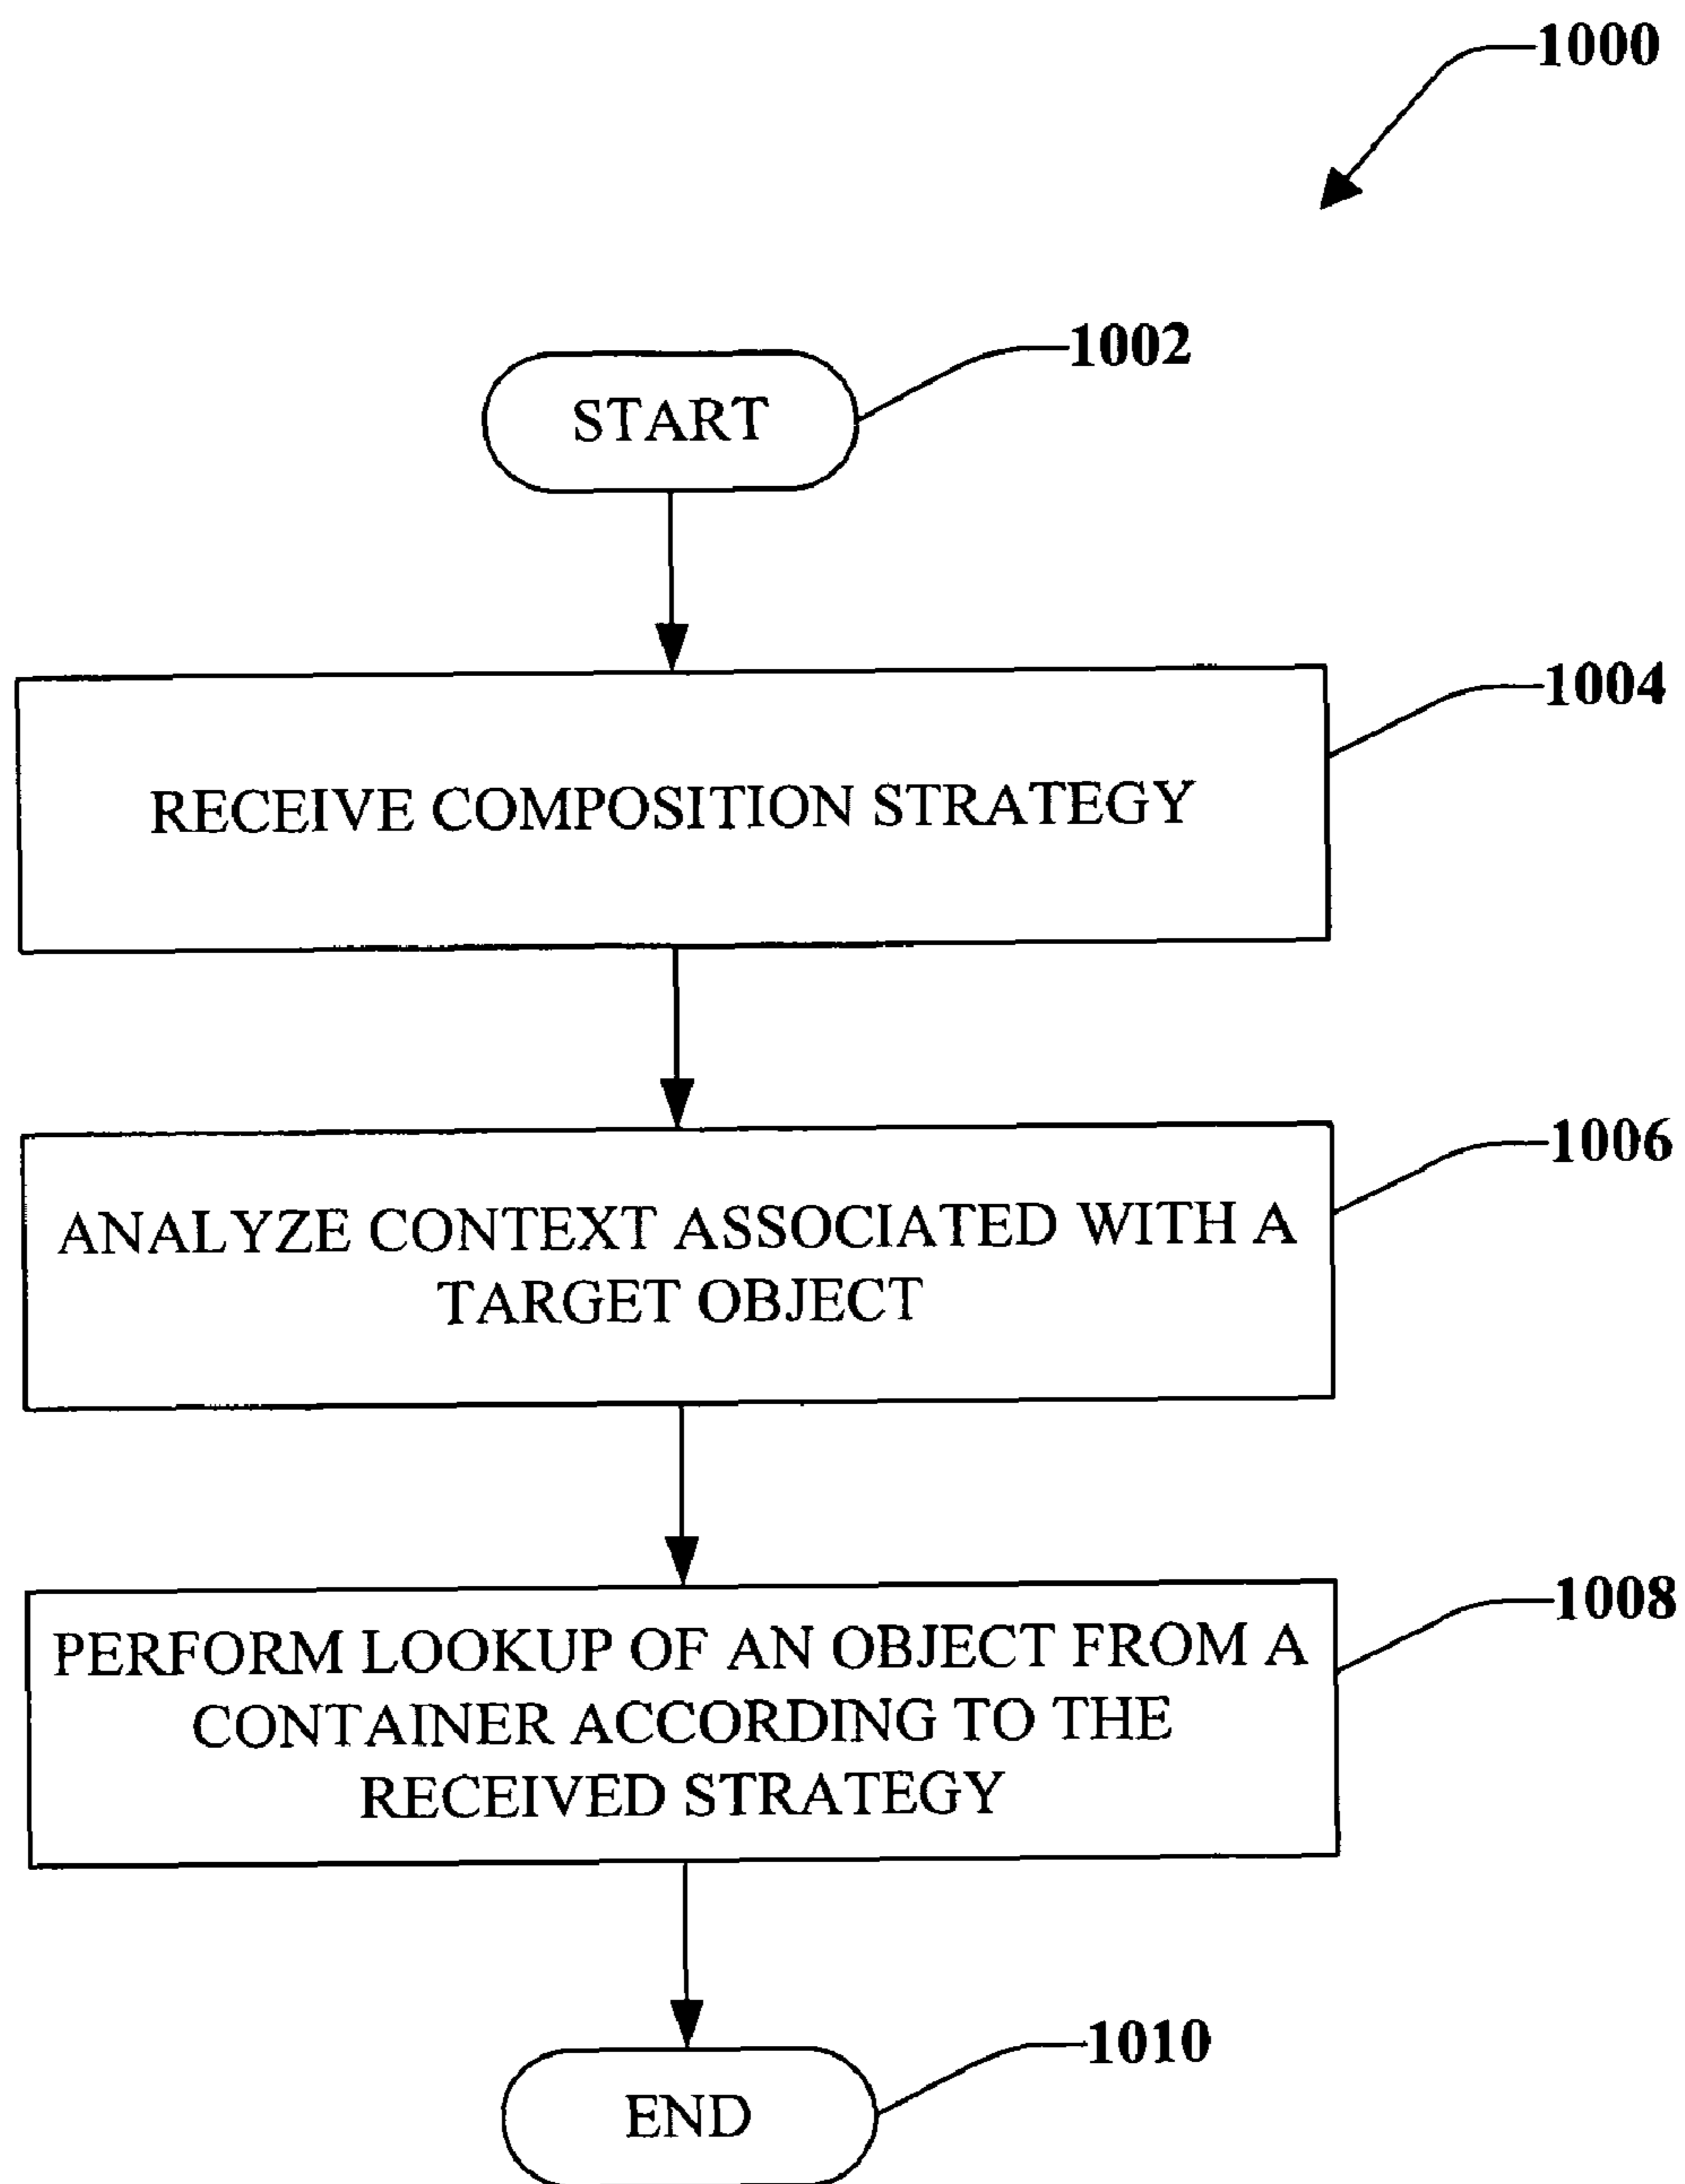 1000
1002
START
1004
RECEIVE COMPOSITION STRATEGY
1006
ANALYZE CONTEXT ASSOCIATED WITH A
TARGET OBJECT
1008
PERFORM LOOKUP OF AN OBJECT FROM A
CONTAINER ACCORDING TO THE
RECEIVED STRATEGY
1010
END